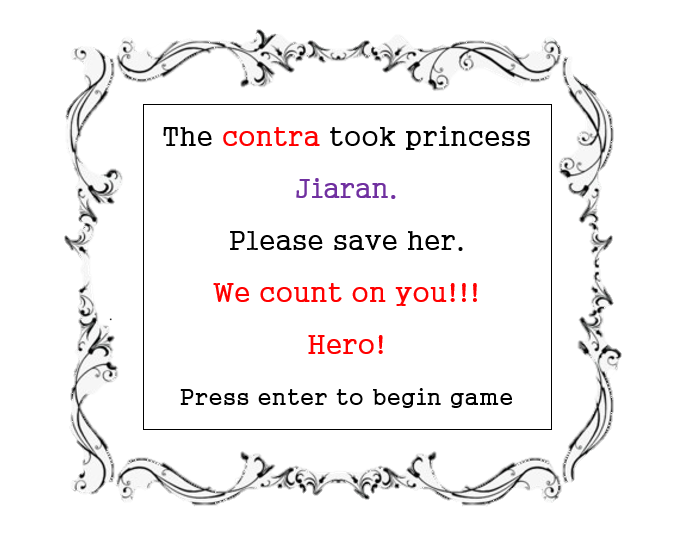 The contra took princess
Jiaran.
Please save her.
We count on you!!!
Hero!
Press enter to begin game